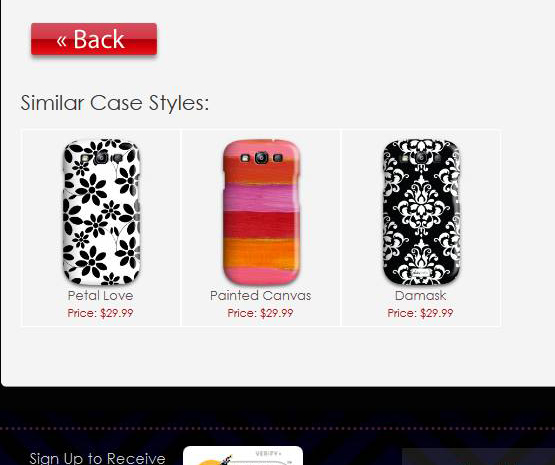 « Back
Similar Case Styles:
Petal Love
Price: $29.99
Painted Canvas
Price: $29.99
Damask
Price: $29.99
Sign Up to Receive
VERIFY+
™